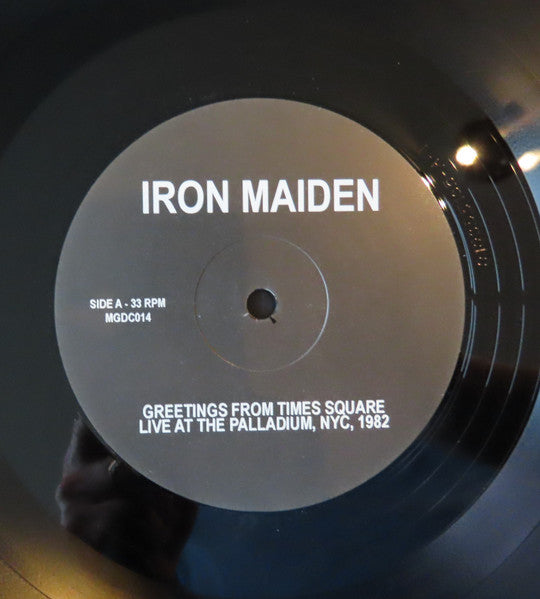 IRON MAIDEN
SIDE A - 33 RPM
MGDC014
GREETINGS FROM TIMES SQUARE
LIVE AT THE PALLADIUM, NYC, 1982